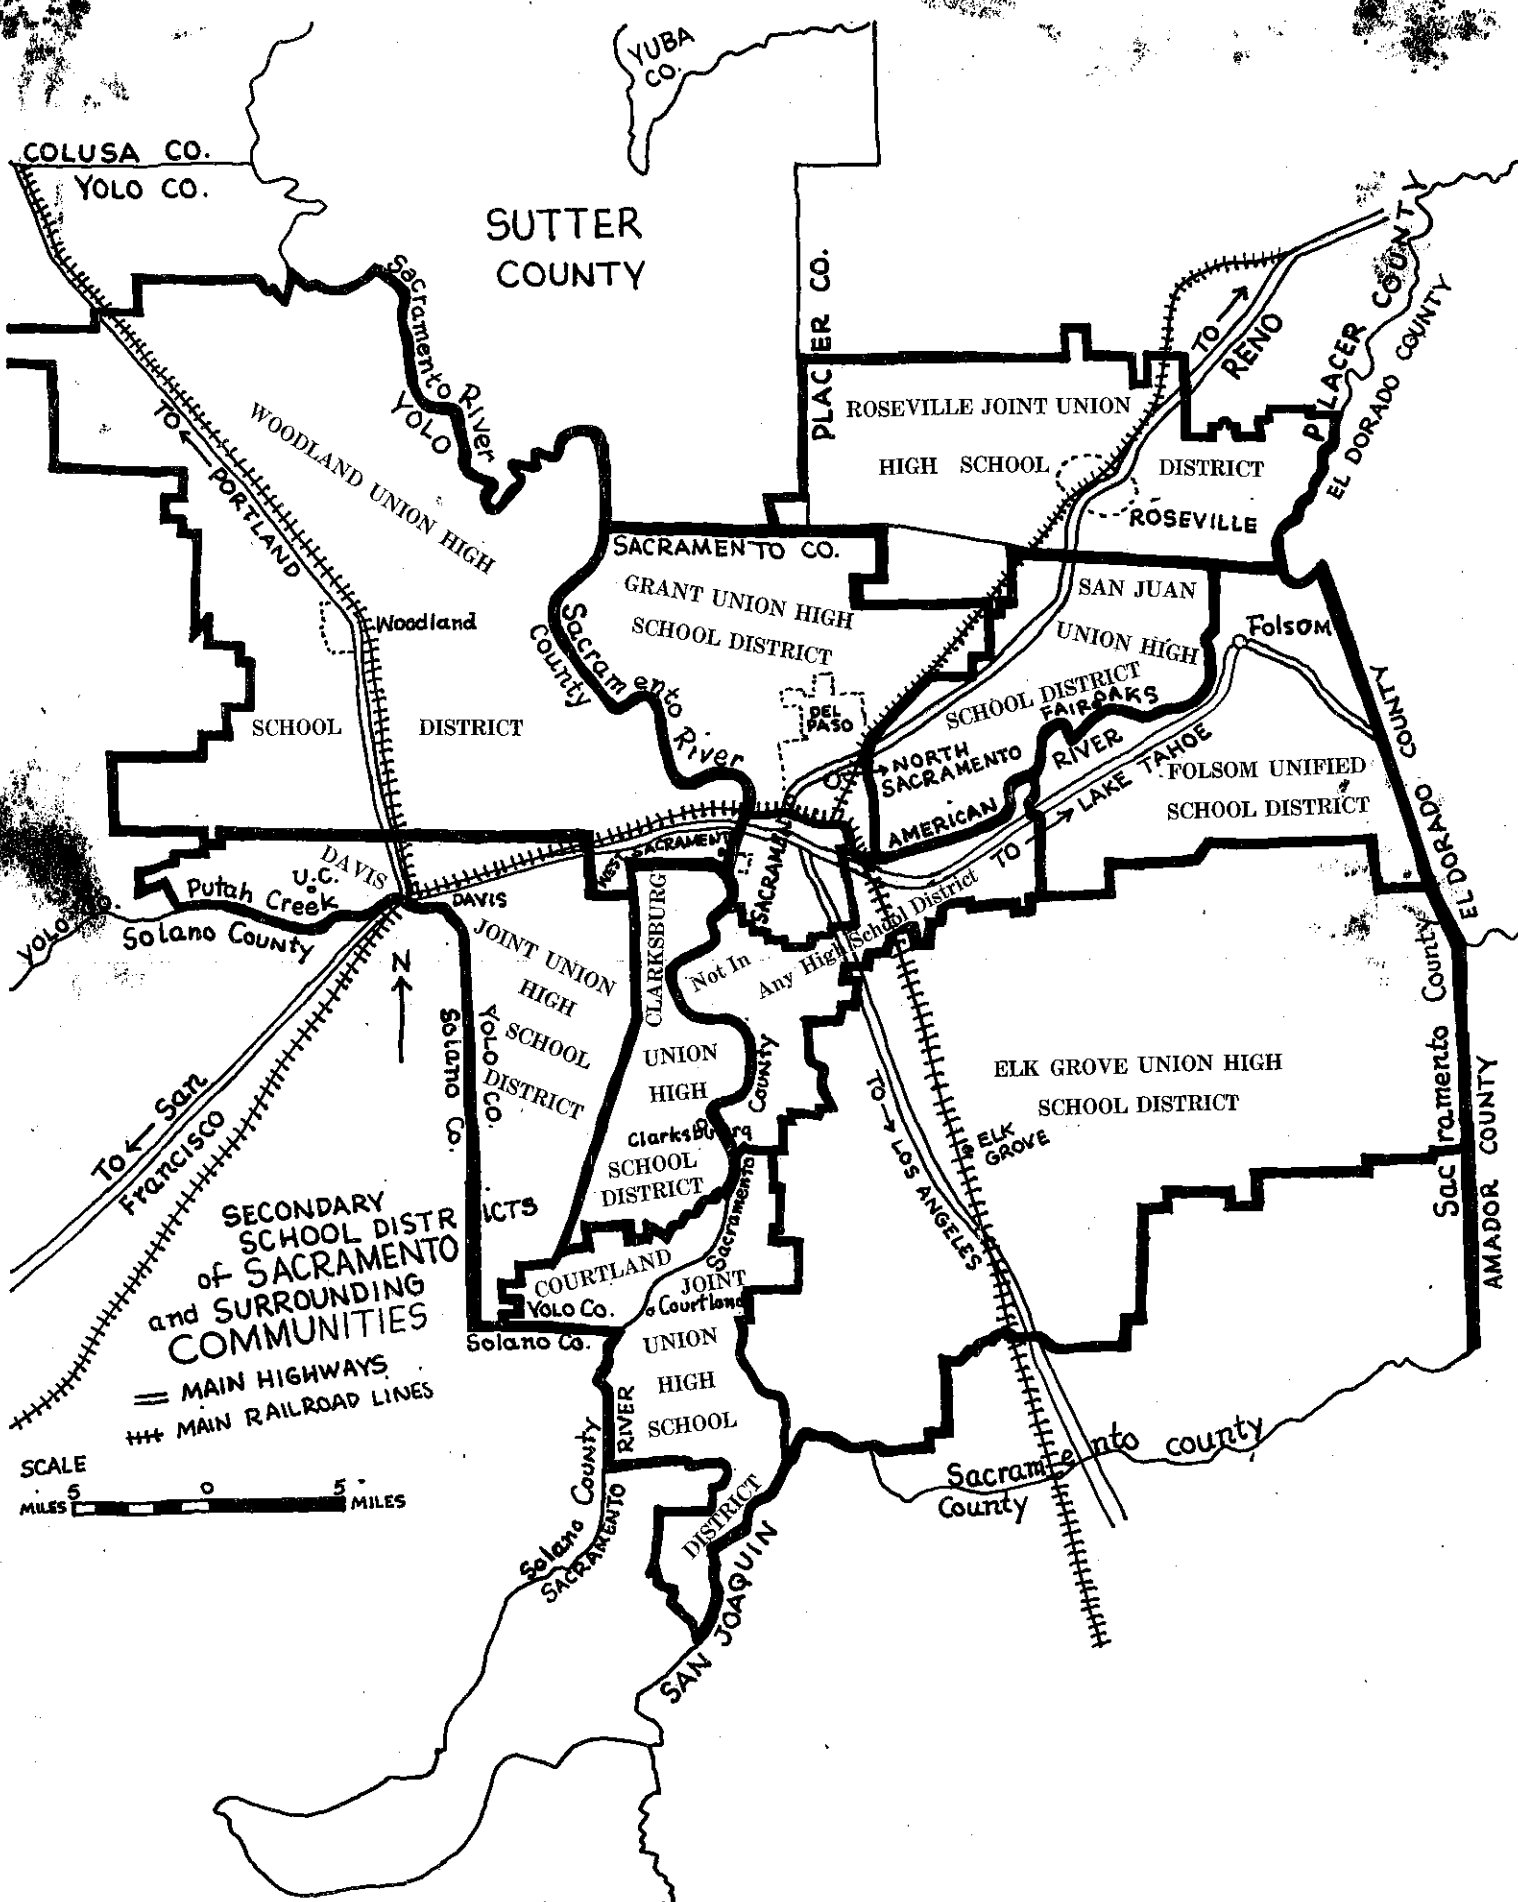 YUBA
CO.
COLUSA CO.
YOLO CO.
SUTTER
COUNTY
Sacramento River
YOLO
PLACER CO.
TO → RENO
PLACER COUNTY
EL DORADO COUNTY
ROSEVILLE JOINT UNION
HIGH SCHOOL
DISTRICT
ROSEVILLE
TO ← PORTLAND
WOODLAND UNION HIGH
SCHOOL DISTRICT
Woodland
SACRAMENTO CO.
GRANT UNION HIGH
SCHOOL DISTRICT
Sacramento River
County
DEL
PASO
SAN JUAN
UNION HIGH
SCHOOL DISTRICT
FAIR OAKS
Folsom
NORTH
SACRAMENTO
AMERICAN RIVER
TO → LAKE TAHOE
FOLSOM UNIFIED
SCHOOL DISTRICT
COUNTY
EL DORADO COUNTY
WEST SACRAMENTO
SACRAMENTO
DAVIS
U.C.
Putah Creek
DAVIS
YOLO CO.
Solano County
N
JOINT UNION
HIGH
SCHOOL
DISTRICT
YOLO CO.
Solano Co.
CLARKSBURG
UNION
HIGH
Clarksburg
SCHOOL
DISTRICT
Not In
Any High School District
County
Sacramento
TO → LOS ANGELES
ELK GROVE UNION HIGH
SCHOOL DISTRICT
ELK
GROVE
Sacramento County
AMADOR COUNTY
TO ← San
Francisco
SECONDARY
SCHOOL DISTRICTS
of SACRAMENTO
and SURROUNDING
COMMUNITIES
MAIN HIGHWAYS
MAIN RAILROAD LINES
SCALE
5 0 5
MILES MILES
COURTLAND
JOINT
YOLO CO.
Courtland
Solano Co.
UNION
HIGH
SCHOOL
DISTRICT
RIVER
Solano County
SACRAMENTO
SACRAMENTO
SAN JOAQUIN
Sacramento county
County